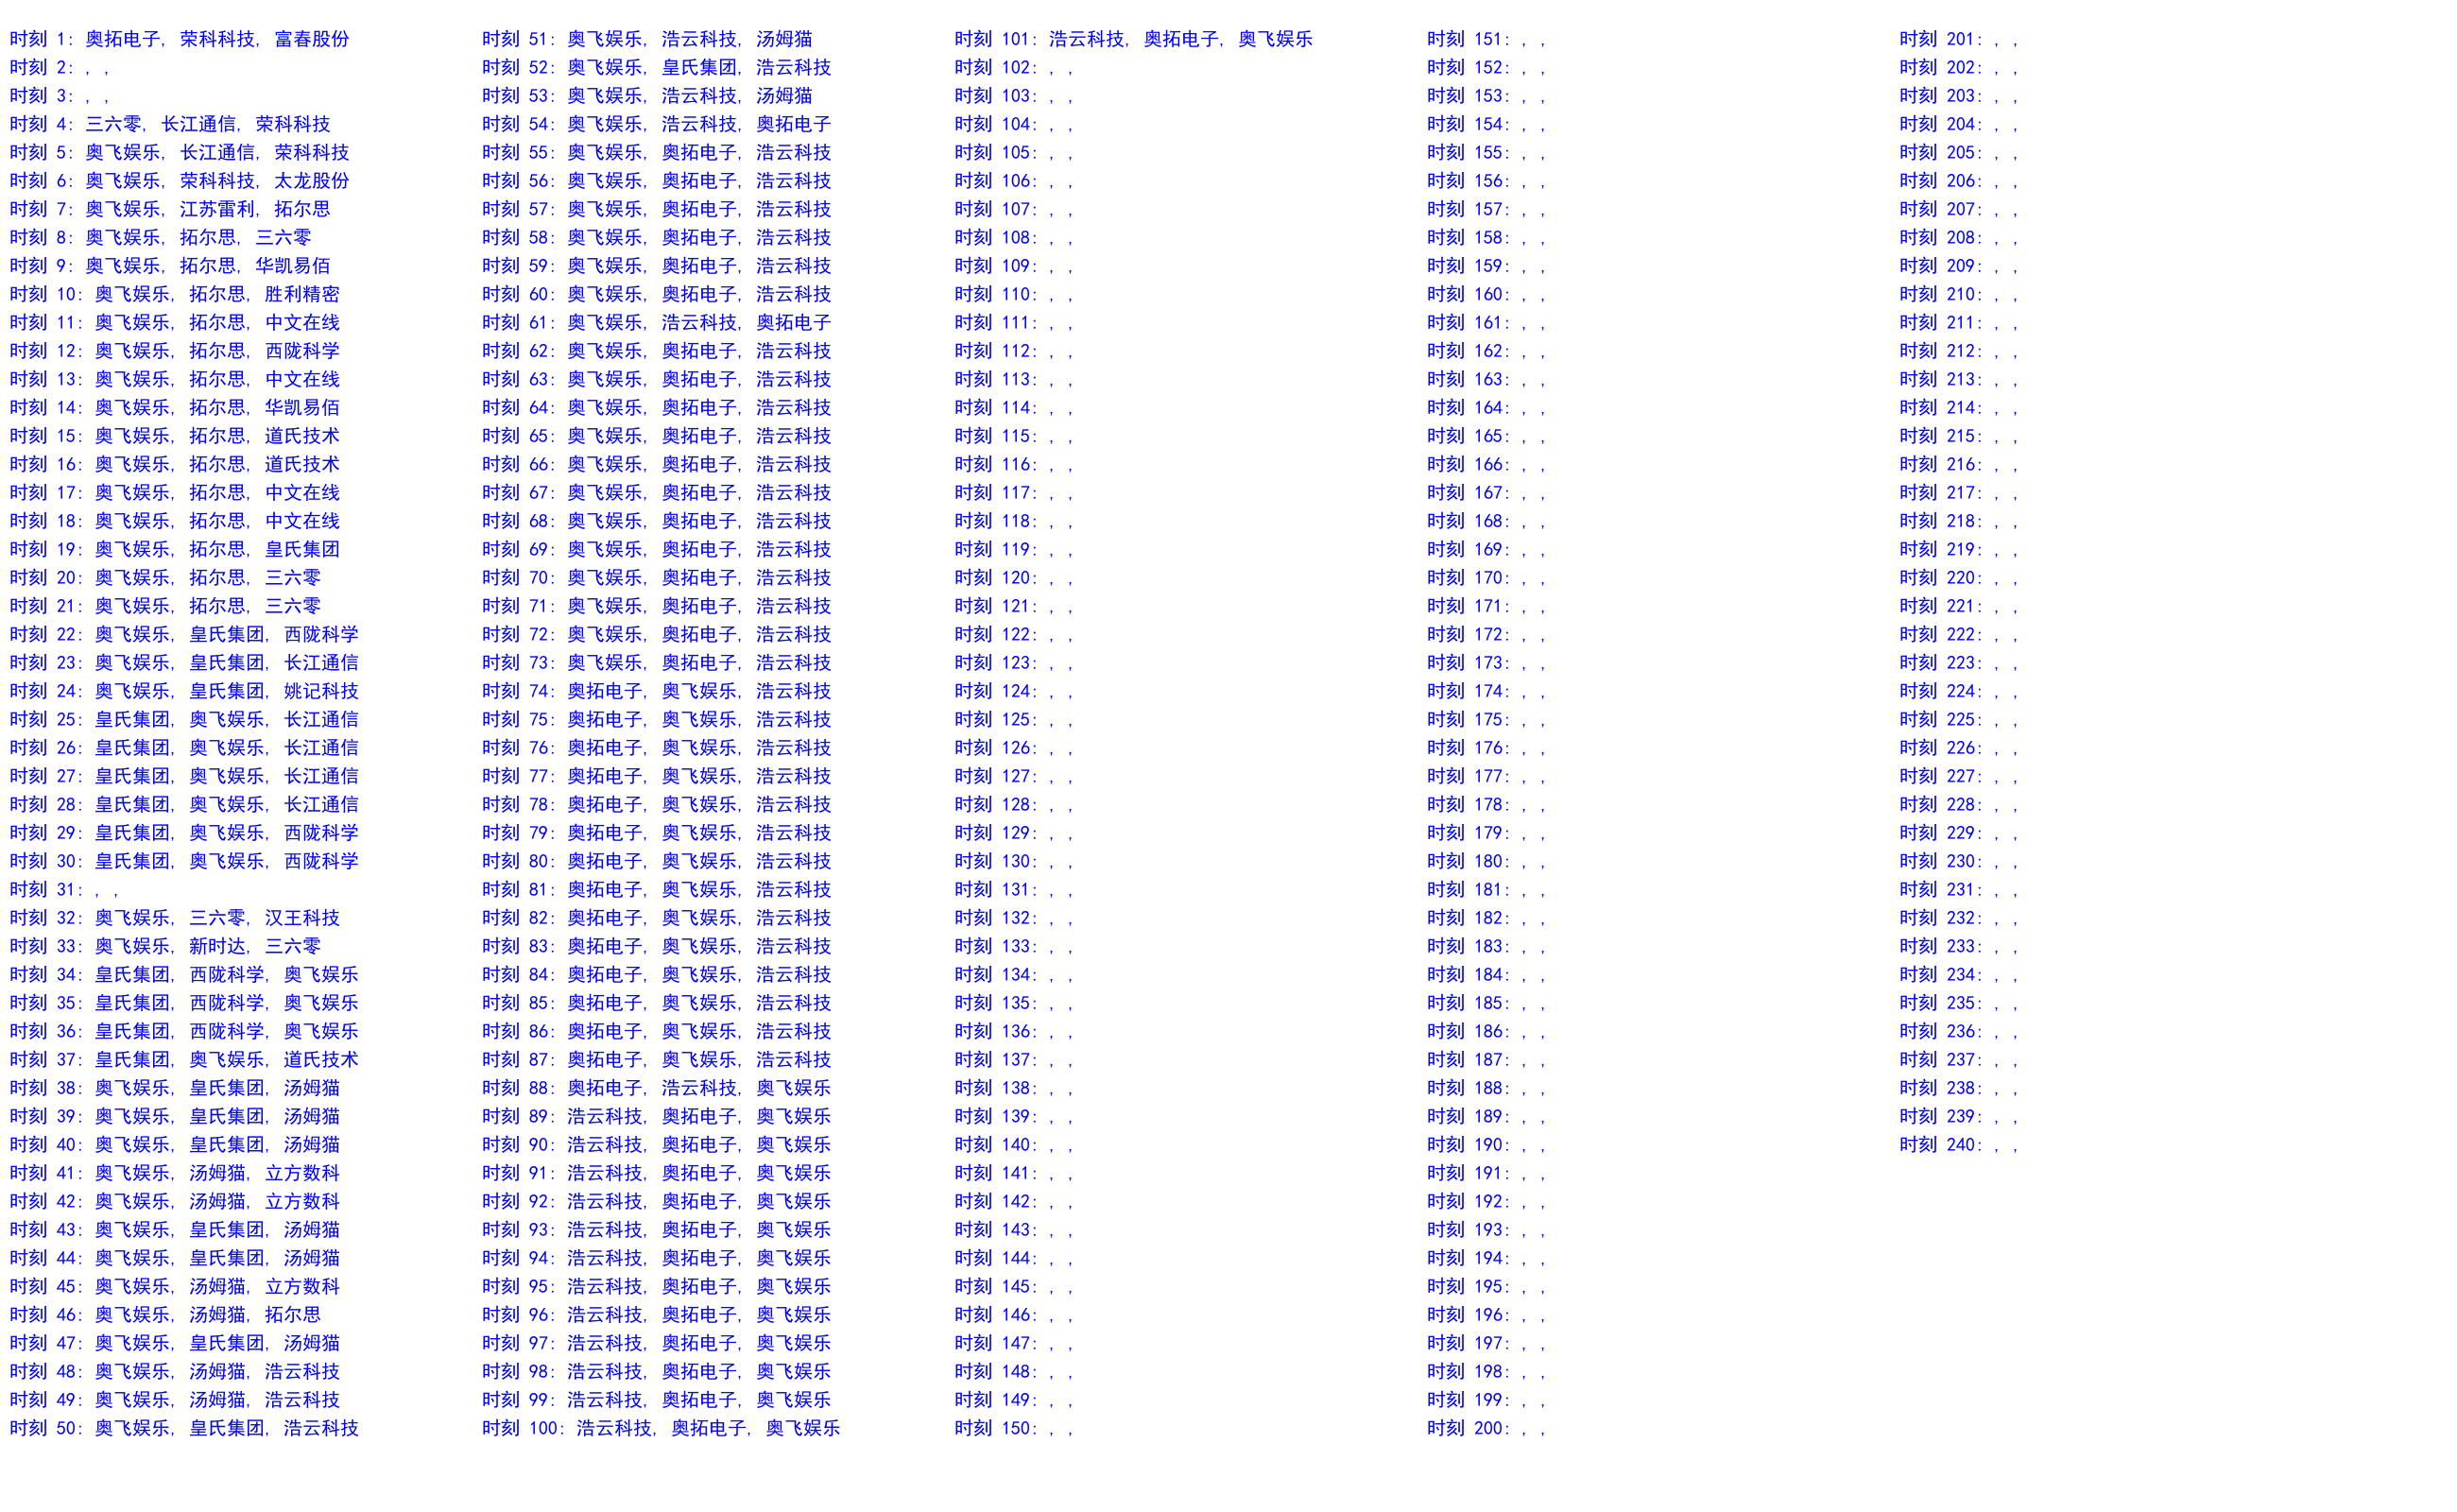 时刻 1: 奥拓电子, 荣科科技, 富春股份
时刻 2: , ,
时刻 3: , ,
时刻 4: 三六零, 长江通信, 荣科科技
时刻 5: 奥飞娱乐, 长江通信, 荣科科技
时刻 6: 奥飞娱乐, 荣科科技, 太龙股份
时刻 7: 奥飞娱乐, 江苏雷利, 拓尔思
时刻 8: 奥飞娱乐, 拓尔思, 三六零
时刻 9: 奥飞娱乐, 拓尔思, 华凯易佰
时刻 10: 奥飞娱乐, 拓尔思, 胜利精密
时刻 11: 奥飞娱乐, 拓尔思, 中文在线
时刻 12: 奥飞娱乐, 拓尔思, 西陇科学
时刻 13: 奥飞娱乐, 拓尔思, 中文在线
时刻 14: 奥飞娱乐, 拓尔思, 华凯易佰
时刻 15: 奥飞娱乐, 拓尔思, 道氏技术
时刻 16: 奥飞娱乐, 拓尔思, 道氏技术
时刻 17: 奥飞娱乐, 拓尔思, 中文在线
时刻 18: 奥飞娱乐, 拓尔思, 中文在线
时刻 19: 奥飞娱乐, 拓尔思, 皇氏集团
时刻 20: 奥飞娱乐, 拓尔思, 三六零
时刻 21: 奥飞娱乐, 拓尔思, 三六零
时刻 22: 奥飞娱乐, 皇氏集团, 西陇科学
时刻 23: 奥飞娱乐, 皇氏集团, 长江通信
时刻 24: 奥飞娱乐, 皇氏集团, 姚记科技
时刻 25: 皇氏集团, 奥飞娱乐, 长江通信
时刻 26: 皇氏集团, 奥飞娱乐, 长江通信
时刻 27: 皇氏集团, 奥飞娱乐, 长江通信
时刻 28: 皇氏集团, 奥飞娱乐, 长江通信
时刻 29: 皇氏集团, 奥飞娱乐, 西陇科学
时刻 30: 皇氏集团, 奥飞娱乐, 西陇科学
时刻 31: , ,
时刻 32: 奥飞娱乐, 三六零, 汉王科技
时刻 33: 奥飞娱乐, 新时达, 三六零
时刻 34: 皇氏集团, 西陇科学, 奥飞娱乐
时刻 35: 皇氏集团, 西陇科学, 奥飞娱乐
时刻 36: 皇氏集团, 西陇科学, 奥飞娱乐
时刻 37: 皇氏集团, 奥飞娱乐, 道氏技术
时刻 38: 奥飞娱乐, 皇氏集团, 汤姆猫
时刻 39: 奥飞娱乐, 皇氏集团, 汤姆猫
时刻 40: 奥飞娱乐, 皇氏集团, 汤姆猫
时刻 41: 奥飞娱乐, 汤姆猫, 立方数科
时刻 42: 奥飞娱乐, 汤姆猫, 立方数科
时刻 43: 奥飞娱乐, 皇氏集团, 汤姆猫
时刻 44: 奥飞娱乐, 皇氏集团, 汤姆猫
时刻 45: 奥飞娱乐, 汤姆猫, 立方数科
时刻 46: 奥飞娱乐, 汤姆猫, 拓尔思
时刻 47: 奥飞娱乐, 皇氏集团, 汤姆猫
时刻 48: 奥飞娱乐, 汤姆猫, 浩云科技
时刻 49: 奥飞娱乐, 汤姆猫, 浩云科技
时刻 50: 奥飞娱乐, 皇氏集团, 浩云科技
时刻 51: 奥飞娱乐, 浩云科技, 汤姆猫
时刻 52: 奥飞娱乐, 皇氏集团, 浩云科技
时刻 53: 奥飞娱乐, 浩云科技, 汤姆猫
时刻 54: 奥飞娱乐, 浩云科技, 奥拓电子
时刻 55: 奥飞娱乐, 奥拓电子, 浩云科技
时刻 56: 奥飞娱乐, 奥拓电子, 浩云科技
时刻 57: 奥飞娱乐, 奥拓电子, 浩云科技
时刻 58: 奥飞娱乐, 奥拓电子, 浩云科技
时刻 59: 奥飞娱乐, 奥拓电子, 浩云科技
时刻 60: 奥飞娱乐, 奥拓电子, 浩云科技
时刻 61: 奥飞娱乐, 浩云科技, 奥拓电子
时刻 62: 奥飞娱乐, 奥拓电子, 浩云科技
时刻 63: 奥飞娱乐, 奥拓电子, 浩云科技
时刻 64: 奥飞娱乐, 奥拓电子, 浩云科技
时刻 65: 奥飞娱乐, 奥拓电子, 浩云科技
时刻 66: 奥飞娱乐, 奥拓电子, 浩云科技
时刻 67: 奥飞娱乐, 奥拓电子, 浩云科技
时刻 68: 奥飞娱乐, 奥拓电子, 浩云科技
时刻 69: 奥飞娱乐, 奥拓电子, 浩云科技
时刻 70: 奥飞娱乐, 奥拓电子, 浩云科技
时刻 71: 奥飞娱乐, 奥拓电子, 浩云科技
时刻 72: 奥飞娱乐, 奥拓电子, 浩云科技
时刻 73: 奥飞娱乐, 奥拓电子, 浩云科技
时刻 74: 奥拓电子, 奥飞娱乐, 浩云科技
时刻 75: 奥拓电子, 奥飞娱乐, 浩云科技
时刻 76: 奥拓电子, 奥飞娱乐, 浩云科技
时刻 77: 奥拓电子, 奥飞娱乐, 浩云科技
时刻 78: 奥拓电子, 奥飞娱乐, 浩云科技
时刻 79: 奥拓电子, 奥飞娱乐, 浩云科技
时刻 80: 奥拓电子, 奥飞娱乐, 浩云科技
时刻 81: 奥拓电子, 奥飞娱乐, 浩云科技
时刻 82: 奥拓电子, 奥飞娱乐, 浩云科技
时刻 83: 奥拓电子, 奥飞娱乐, 浩云科技
时刻 84: 奥拓电子, 奥飞娱乐, 浩云科技
时刻 85: 奥拓电子, 奥飞娱乐, 浩云科技
时刻 86: 奥拓电子, 奥飞娱乐, 浩云科技
时刻 87: 奥拓电子, 奥飞娱乐, 浩云科技
时刻 88: 奥拓电子, 浩云科技, 奥飞娱乐
时刻 89: 浩云科技, 奥拓电子, 奥飞娱乐
时刻 90: 浩云科技, 奥拓电子, 奥飞娱乐
时刻 91: 浩云科技, 奥拓电子, 奥飞娱乐
时刻 92: 浩云科技, 奥拓电子, 奥飞娱乐
时刻 93: 浩云科技, 奥拓电子, 奥飞娱乐
时刻 94: 浩云科技, 奥拓电子, 奥飞娱乐
时刻 95: 浩云科技, 奥拓电子, 奥飞娱乐
时刻 96: 浩云科技, 奥拓电子, 奥飞娱乐
时刻 97: 浩云科技, 奥拓电子, 奥飞娱乐
时刻 98: 浩云科技, 奥拓电子, 奥飞娱乐
时刻 99: 浩云科技, 奥拓电子, 奥飞娱乐
时刻 100: 浩云科技, 奥拓电子, 奥飞娱乐
时刻 101: 浩云科技, 奥拓电子, 奥飞娱乐
时刻 102: , ,
时刻 103: , ,
时刻 104: , ,
时刻 105: , ,
时刻 106: , ,
时刻 107: , ,
时刻 108: , ,
时刻 109: , ,
时刻 110: , ,
时刻 111: , ,
时刻 112: , ,
时刻 113: , ,
时刻 114: , ,
时刻 115: , ,
时刻 116: , ,
时刻 117: , ,
时刻 118: , ,
时刻 119: , ,
时刻 120: , ,
时刻 121: , ,
时刻 122: , ,
时刻 123: , ,
时刻 124: , ,
时刻 125: , ,
时刻 126: , ,
时刻 127: , ,
时刻 128: , ,
时刻 129: , ,
时刻 130: , ,
时刻 131: , ,
时刻 132: , ,
时刻 133: , ,
时刻 134: , ,
时刻 135: , ,
时刻 136: , ,
时刻 137: , ,
时刻 138: , ,
时刻 139: , ,
时刻 140: , ,
时刻 141: , ,
时刻 142: , ,
时刻 143: , ,
时刻 144: , ,
时刻 145: , ,
时刻 146: , ,
时刻 147: , ,
时刻 148: , ,
时刻 149: , ,
时刻 150: , ,
时刻 151: , ,
时刻 152: , ,
时刻 153: , ,
时刻 154: , ,
时刻 155: , ,
时刻 156: , ,
时刻 157: , ,
时刻 158: , ,
时刻 159: , ,
时刻 160: , ,
时刻 161: , ,
时刻 162: , ,
时刻 163: , ,
时刻 164: , ,
时刻 165: , ,
时刻 166: , ,
时刻 167: , ,
时刻 168: , ,
时刻 169: , ,
时刻 170: , ,
时刻 171: , ,
时刻 172: , ,
时刻 173: , ,
时刻 174: , ,
时刻 175: , ,
时刻 176: , ,
时刻 177: , ,
时刻 178: , ,
时刻 179: , ,
时刻 180: , ,
时刻 181: , ,
时刻 182: , ,
时刻 183: , ,
时刻 184: , ,
时刻 185: , ,
时刻 186: , ,
时刻 187: , ,
时刻 188: , ,
时刻 189: , ,
时刻 190: , ,
时刻 191: , ,
时刻 192: , ,
时刻 193: , ,
时刻 194: , ,
时刻 195: , ,
时刻 196: , ,
时刻 197: , ,
时刻 198: , ,
时刻 199: , ,
时刻 200: , ,
时刻 201: , ,
时刻 202: , ,
时刻 203: , ,
时刻 204: , ,
时刻 205: , ,
时刻 206: , ,
时刻 207: , ,
时刻 208: , ,
时刻 209: , ,
时刻 210: , ,
时刻 211: , ,
时刻 212: , ,
时刻 213: , ,
时刻 214: , ,
时刻 215: , ,
时刻 216: , ,
时刻 217: , ,
时刻 218: , ,
时刻 219: , ,
时刻 220: , ,
时刻 221: , ,
时刻 222: , ,
时刻 223: , ,
时刻 224: , ,
时刻 225: , ,
时刻 226: , ,
时刻 227: , ,
时刻 228: , ,
时刻 229: , ,
时刻 230: , ,
时刻 231: , ,
时刻 232: , ,
时刻 233: , ,
时刻 234: , ,
时刻 235: , ,
时刻 236: , ,
时刻 237: , ,
时刻 238: , ,
时刻 239: , ,
时刻 240: , ,